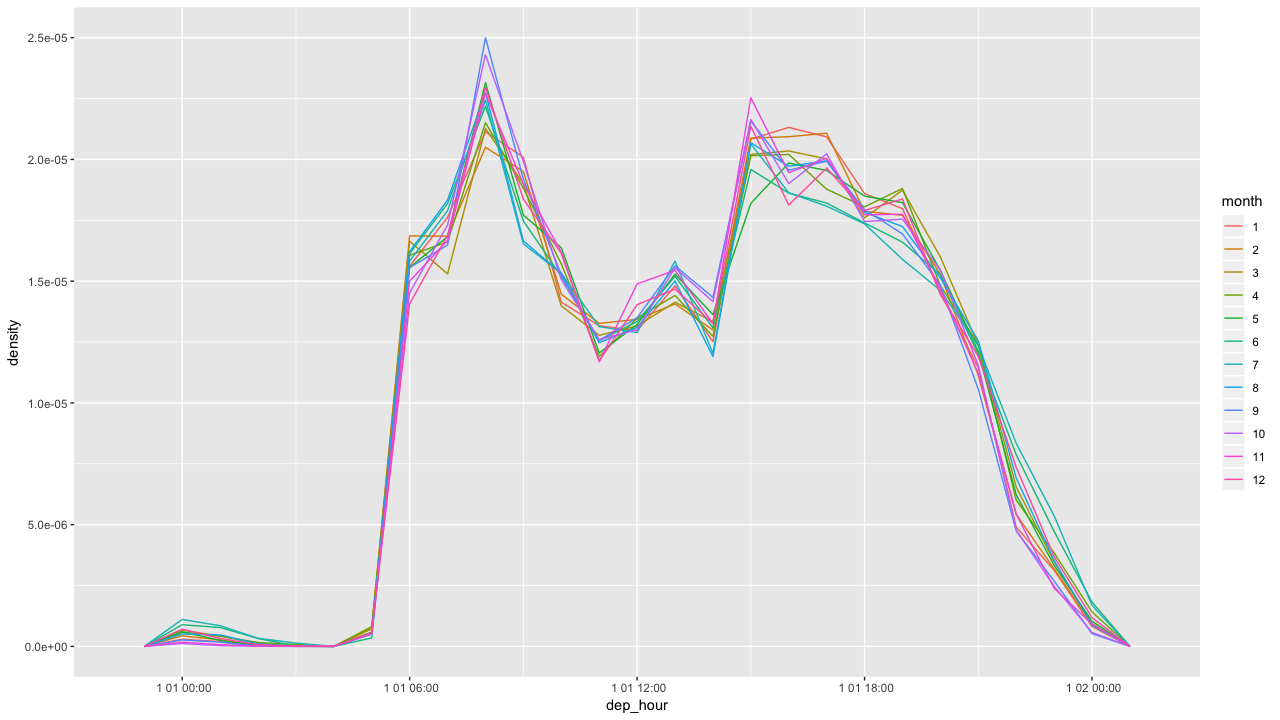 2.5e-05
2.0e-05
1.5e-05
1.0e-05
5.0e-06
0.0e+00
density
1 01 00:00
1 01 06:00
1 01 12:00
1 01 18:00
1 02 00:00
dep_hour
month
1
2
3
4
5
6
7
8
9
10
11
12